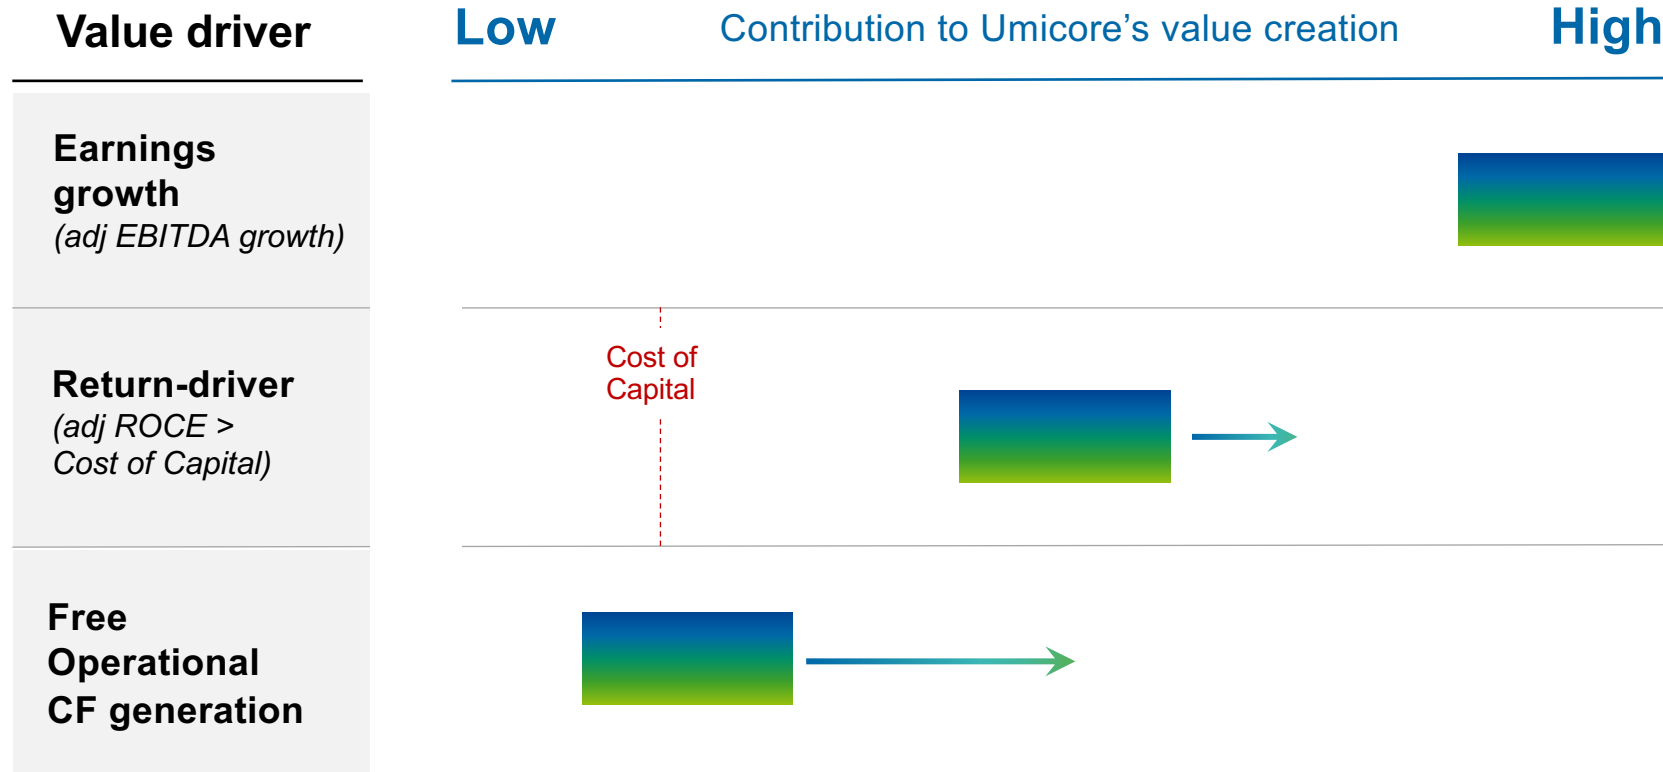 Value driver
Low
Contribution to Umicore’s value creation
High
Earnings
growth
(adj EBITDA growth)
Return-driver
(adj ROCE >
Cost of Capital)
Cost of
Capital
Free
Operational
CF generation